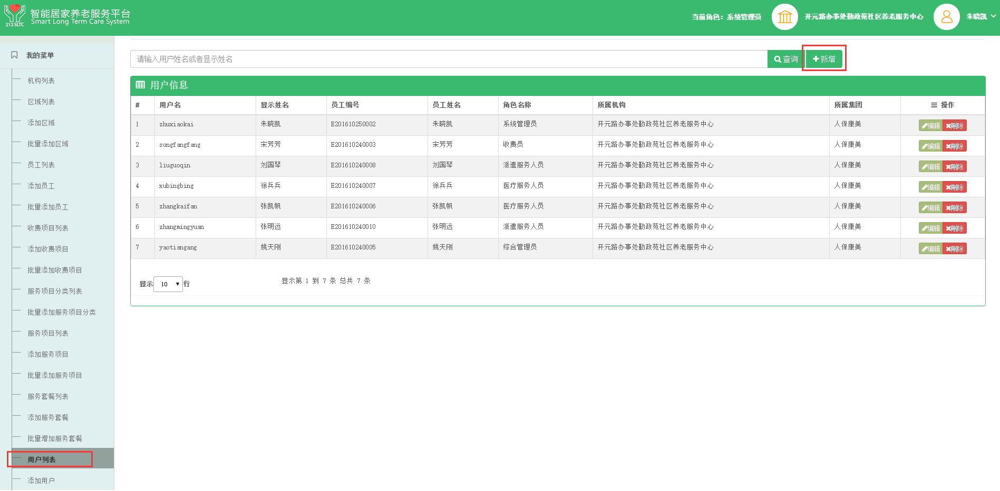 智能居家养老服务平台
Smart Long Term Care System
212SLTC
当前角色：系统管理员
开元路办事处勤政苑社区养老服务中心
朱晓凯
我的菜单
机构列表
区域列表
添加区域
批量添加区域
员工列表
添加员工
批量添加员工
收费项目列表
添加收费项目
批量添加收费项目
服务项目分类列表
批量添加服务项目分类
服务项目列表
添加服务项目
批量添加服务项目
服务套餐列表
添加服务套餐
批量增加服务套餐
用户列表
添加用户
请输入用户姓名或者显示姓名 查询 新增
用户信息
# 用户名 显示姓名 员工编号 员工姓名 角色名称 所属机构 所属集团 操作
1 zhuxiaokai 朱晓凯 E201610250002 朱晓凯 系统管理员 开元路办事处勤政苑社区养老服务中心 人保康美 编辑 删除
2 songfangfang 宋芳芳 E201610240003 宋芳芳 收费员 开元路办事处勤政苑社区养老服务中心 人保康美 编辑 删除
3 liuguoqin 刘国琴 E201610240008 刘国琴 派遣服务人员 开元路办事处勤政苑社区养老服务中心 人保康美 编辑 删除
4 xubingbing 徐兵兵 E201610240007 徐兵兵 医疗服务人员 开元路办事处勤政苑社区养老服务中心 人保康美 编辑 删除
5 zhangkaifan 张凯帆 E201610240006 张凯帆 医疗服务人员 开元路办事处勤政苑社区养老服务中心 人保康美 编辑 删除
6 zhangmingyuan 张明远 E201610240010 张明远 派遣服务人员 开元路办事处勤政苑社区养老服务中心 人保康美 编辑 删除
7 yaotiangang 姚天刚 E201610240005 姚天刚 综合管理员 开元路办事处勤政苑社区养老服务中心 人保康美 编辑 删除
显示 10 行
显示第 1 到 7 条 总共 7 条